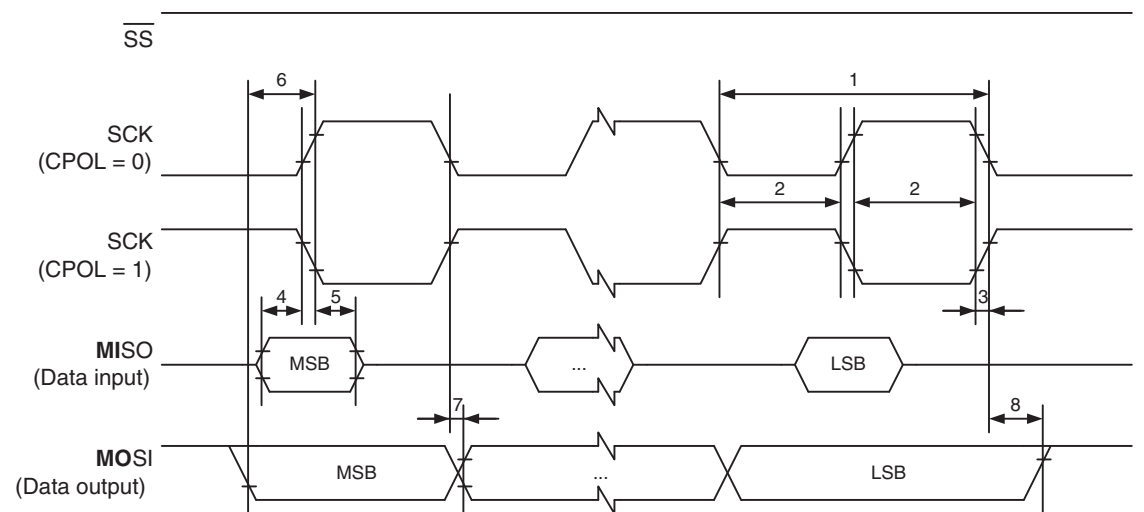 SS
6
1
SCK
(CPOL = 0)
2
2
SCK
(CPOL = 1)
4
5
3
MISO
(Data input)
MSB
...
LSB
7
8
MOSI
(Data output)
MSB
...
LSB